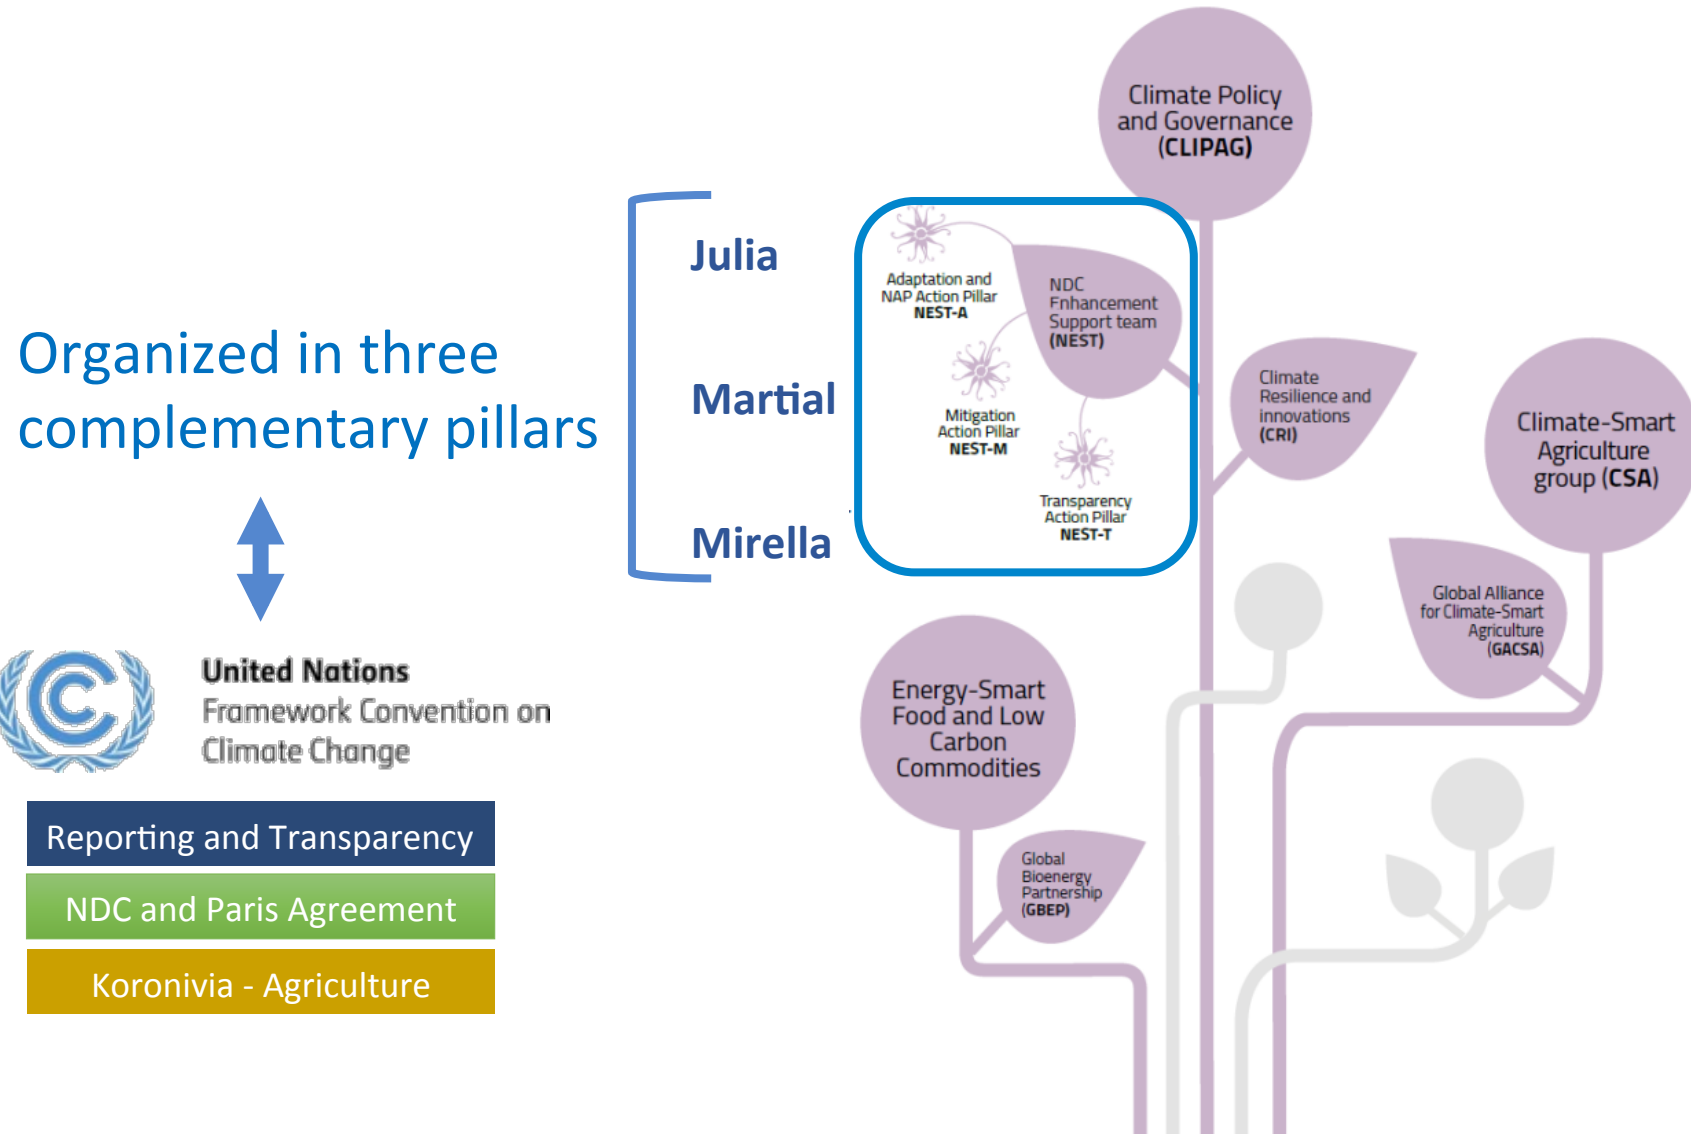 Organized in three
complementary pillars
United Nations
Framework Convention on
Climate Change
Reporting and Transparency
NDC and Paris Agreement
Koronivia - Agriculture
Julia
Martial
Mirella
Climate Policy
and Governance
(CLIPAG)
Adaptation and
NAP Action Pillar
NEST-A
NDC
Enhancement
Support team
(NEST)
Mitigation
Action Pillar
NEST-M
Transparency
Action Pillar
NEST-T
Climate
Resilience and
innovations
(CRI)
Climate-Smart
Agriculture
group (CSA)
Global Alliance
for Climate-Smart
Agriculture
(GACSA)
Energy-Smart
Food and Low
Carbon
Commodities
Global
Bioenergy
Partnership
(GBEP)